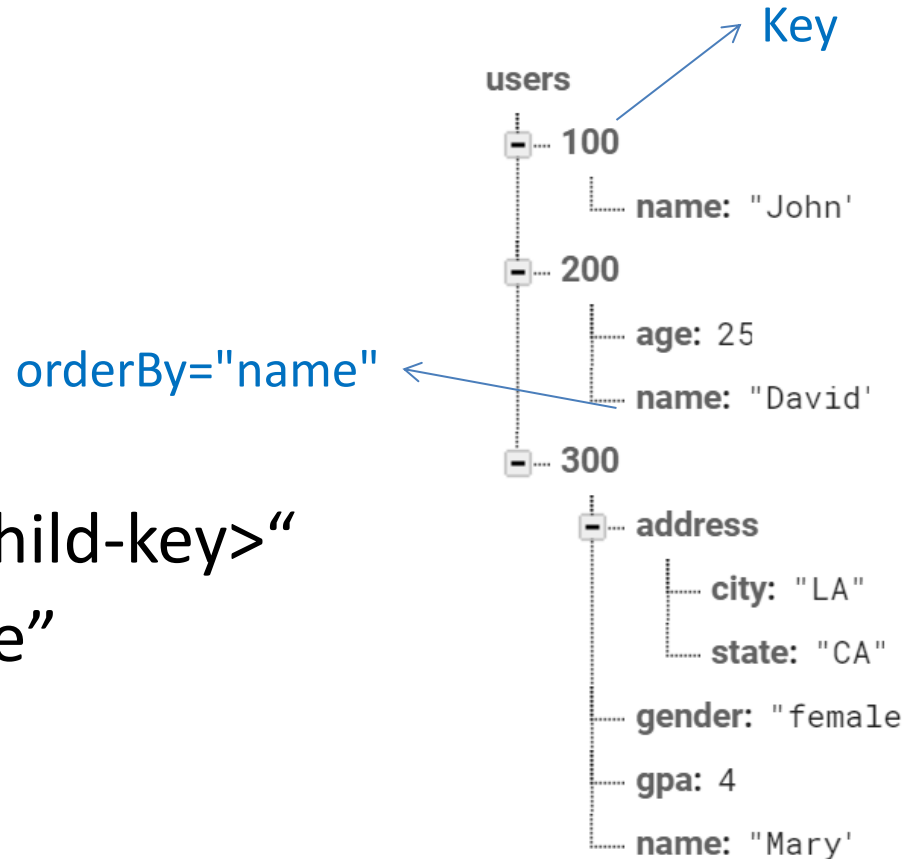 Key
users
100
name: "John'
200
age: 25
orderBy="name"
name: "David'
300
address
hild-key>“
city: "LA"
e”
state: "CA"
gender: "female
gpa: 4
name: "Mary'